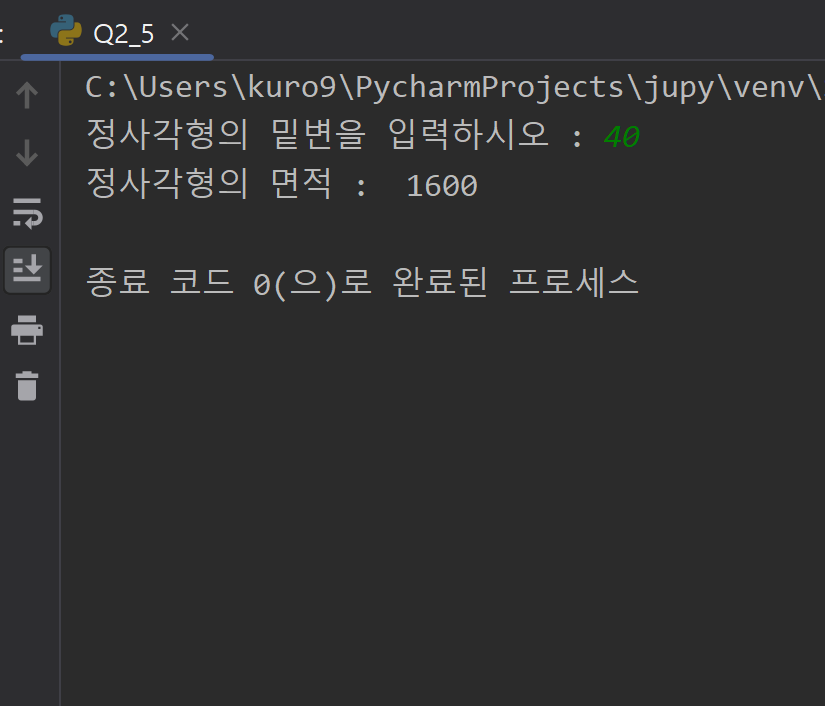 Q2_5
C:\Users\kuro9\PycharmProjects\jupy\venv\
정사각형의 밑변을 입력하시오 : 40
정사각형의 면적 :  1600
종료 코드 0(으)로 완료된 프로세스